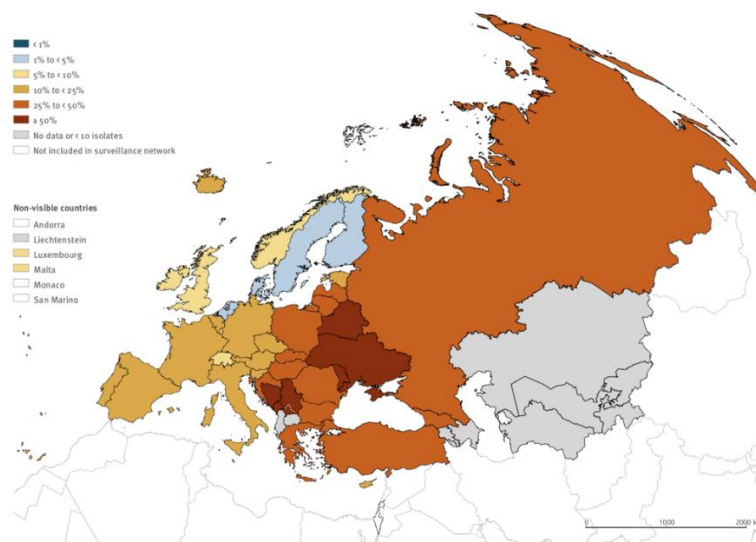 < 1%
1% to < 5%
5% to < 10%
10% to < 25%
25% to < 50%
≥ 50%
No data or < 10 isolates
Not included in surveillance network
Non-visible countries
Andorra
Liechtenstein
Luxembourg
Malta
Monaco
San Marino
0 1000 2000 k